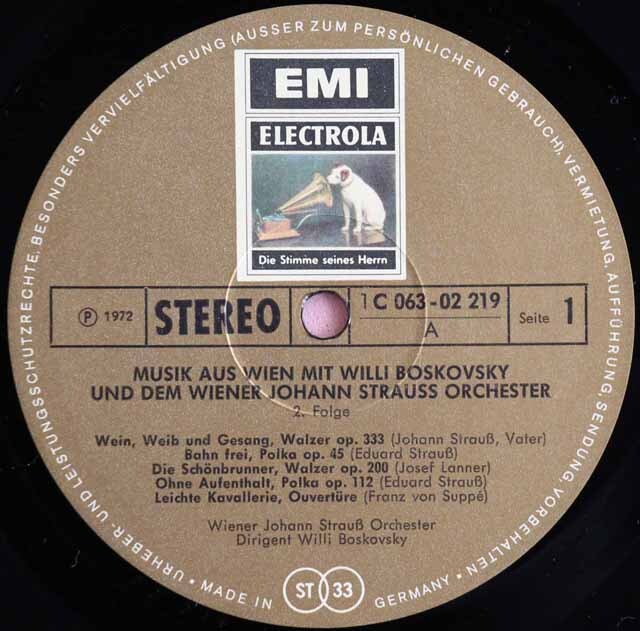 URHEBER- UND LEISTUNGSSCHUTZRECHTE, BESONDERS VERVIELFÄLTIGUNG (AUSSER ZUM PERSÖNLICHEN GEBRAUCH), VERMIETUNG, AUFFÜHRUNG, SENDUNG, VORBEHALTEN
EMI
ELECTROLA
Die Stimme seines Herrn
Ⓟ 1972
STEREO
1 C 063-02 219
A
Seite 1
MUSIK AUS WIEN MIT WILLI BOSKOVSKY
UND DEM WIENER JOHANN STRAUSS ORCHESTER
2. Folge
Wein, Weib und Gesang, Walzer op. 333 (Johann Strauß, Vater)
Bahn frei, Polka op. 45 (Eduard Strauß)
Die Schönbrunner, Walzer op. 200 (Josef Lanner)
Ohne Aufenthalt, Polka op. 112 (Eduard Strauß)
Leichte Kavallerie, Ouvertüre (Franz von Suppé)
Wiener Johann Strauß Orchester
Dirigent Willi Boskovsky
• MADE IN ST 33 GERMANY •